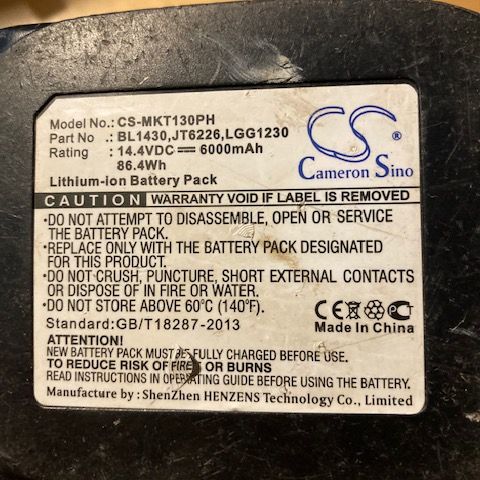 Model No.: CS-MKT130PH
Part No. : BL1430,JT6226,LGG1230
Rating : 14.4VDC 6000mAh
86.4Wh
Lithium-ion Battery Pack
CS
Cameron Sino
CAUTION WARRANTY VOID IF LABEL IS REMOVED
•DO NOT ATTEMPT TO DISASSEMBLE, OPEN OR SERVICE
THE BATTERY PACK.
•REPLACE ONLY WITH THE BATTERY PACK DESIGNATED
FOR THIS PRODUCT.
•DO NOT CRUSH, PUNCTURE, SHORT EXTERNAL CONTACTS
OR DISPOSE OF IN FIRE OR WATER.
•DO NOT STORE ABOVE 60°C (140°F).
Standard:GB/T18287-2013
CE
Made In China
ATTENTION!
NEW BATTERY PACK MUST BE FULLY CHARGED BEFORE USE
TO REDUCE RISK OF FIRE OR BURNS
READ INSTRUCTIONS IN OPERATING GUIDE BEFORE USING THE BATTERY.
Manufacture by: ShenZhen HENZENS Technology Co., Limited